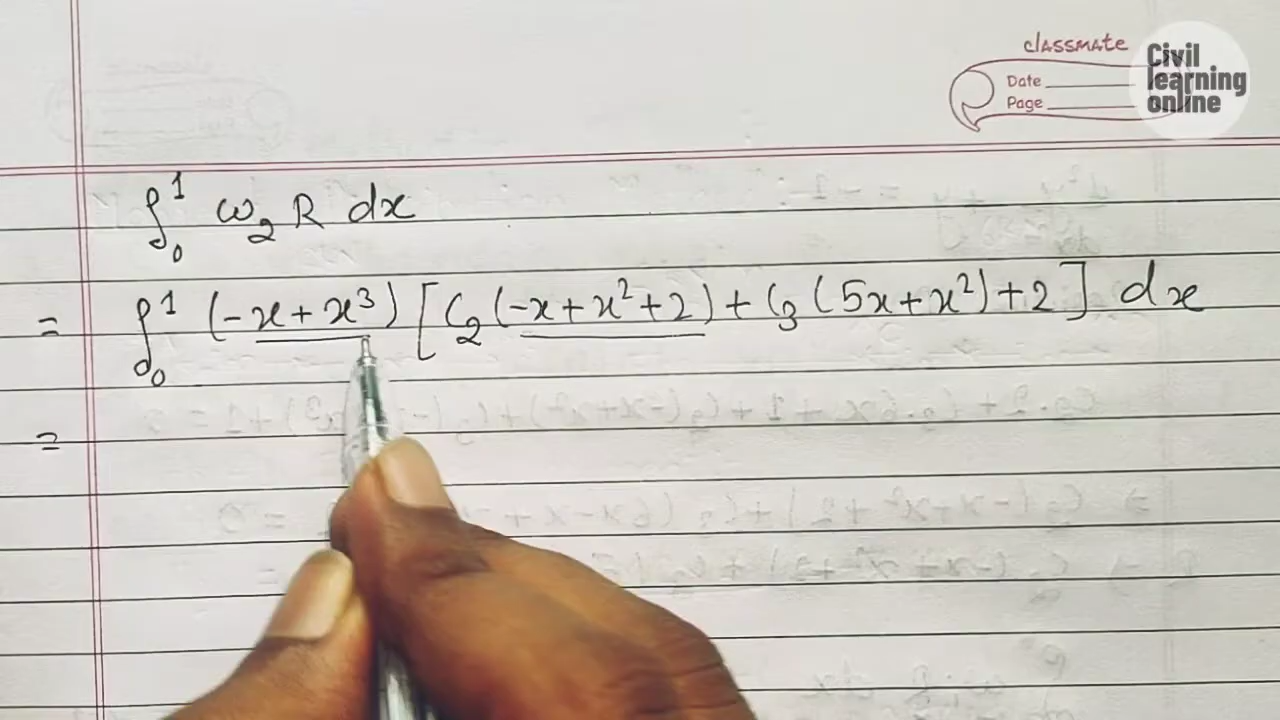 classmate
Date
Page
Civil
learning
online
∫₀¹ ω₂ R dx
= ∫₀¹ (-x + x³) [C₂ (-x + x² + 2) + C₃ (5x + x²) + 2] dx
=